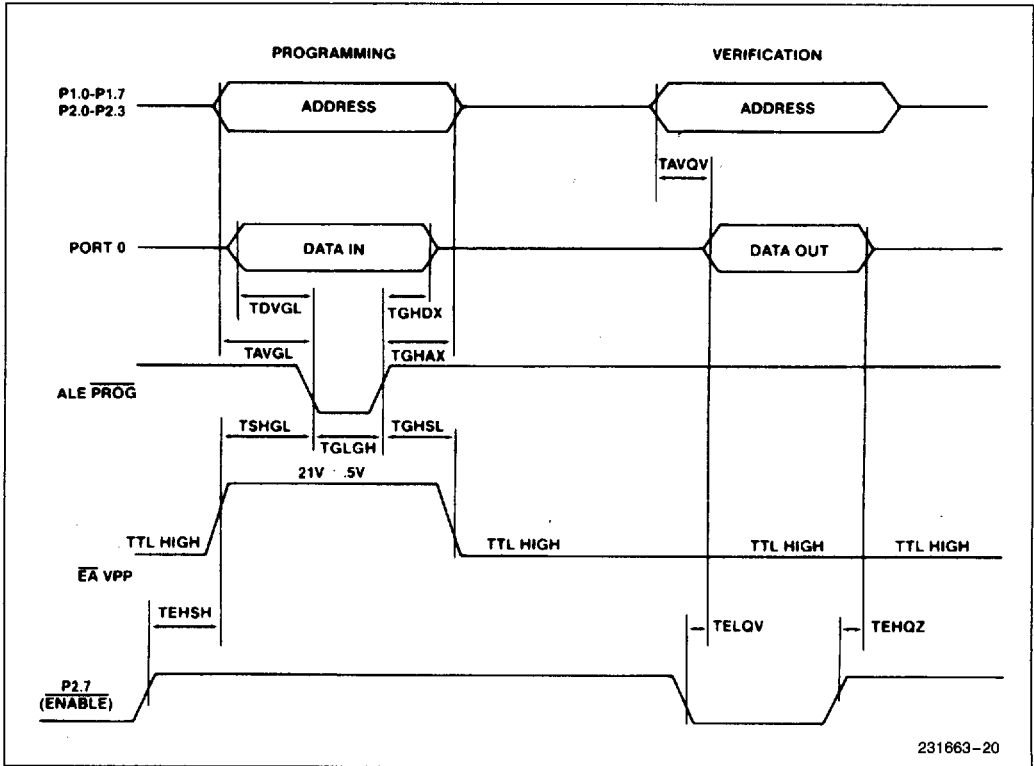 PROGRAMMING
VERIFICATION
P1.0-P1.7
P2.0-P2.3
ADDRESS
ADDRESS
TAVQV
PORT 0
DATA IN
DATA OUT
TDVGL
TGHDX
TAVGL
TGHAX
ALE PROG
TSHGL
TGLGH
TGHSL
21V .5V
TTL HIGH
TTL HIGH
TTL HIGH
TTL HIGH
EA VPP
TEHSH
TELQV
TEHQZ
P2.7
(ENABLE)
231663-20